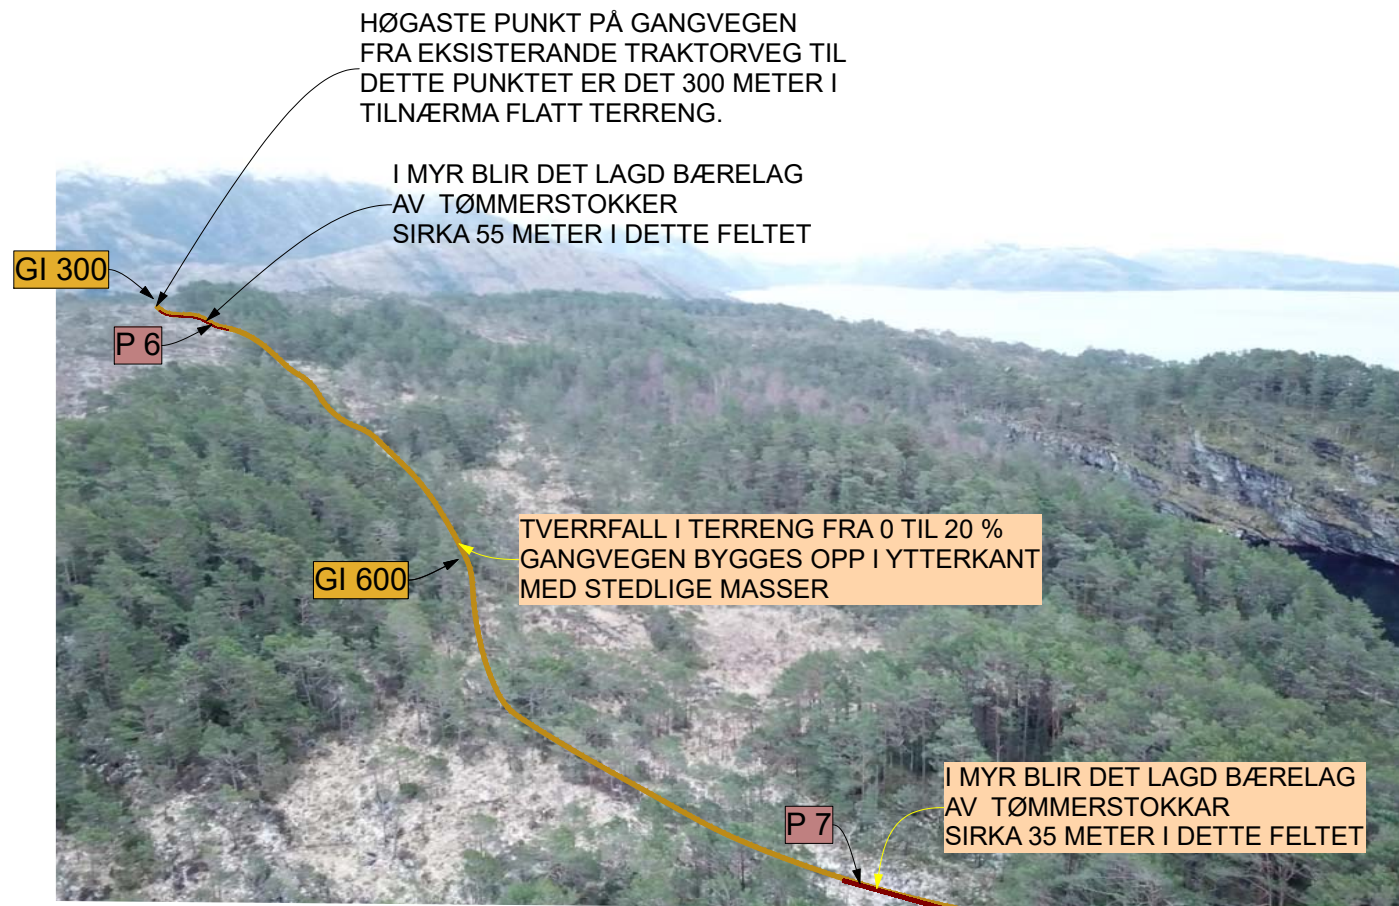 HØGASTE PUNKT PÅ GANGVEGEN
FRA EKSISTERANDE TRAKTORVEG TIL
DETTE PUNKTET ER DET 300 METER I
TILNÆRMA FLATT TERRENG.
I MYR BLIR DET LAGD BÆRELAG
AV TØMMERSTOKKER
SIRKA 55 METER I DETTE FELTET
GI 300
P 6
TVERRFALL I TERRENG FRA 0 TIL 20 %
GANGVEGEN BYGGES OPP I YTTERKANT
MED STEDLIGE MASSER
GI 600
I MYR BLIR DET LAGD BÆRELAG
AV TØMMERSTOKKAR
SIRKA 35 METER I DETTE FELTET
P 7